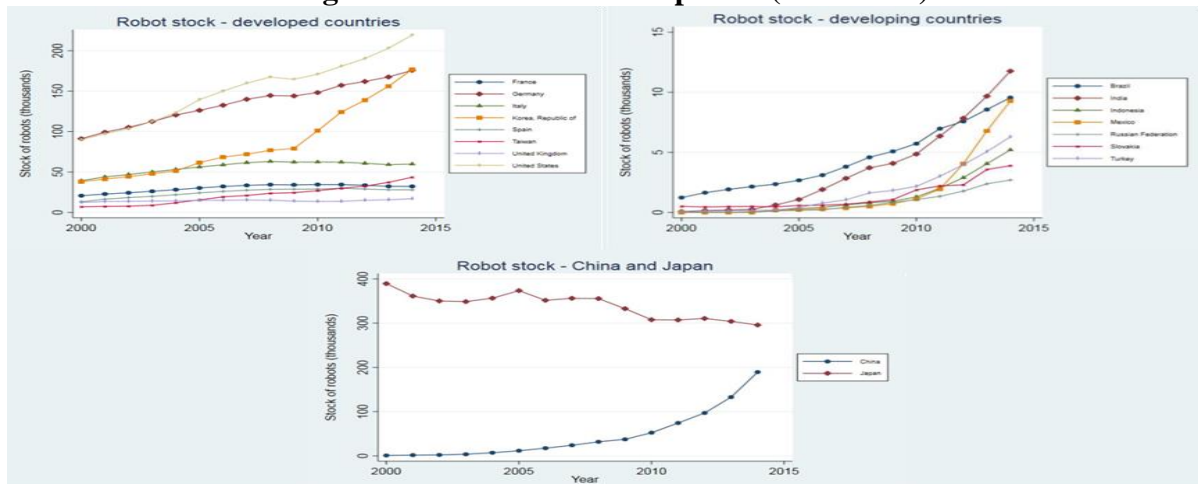 Robot stock - developed countries
Stock of robots (thousands)
200
150
100
50
0
2000
2005
2010
2015
Year
France
Germany
Italy
Korea, Republic of
Spain
Taiwan
United Kingdom
United States
Robot stock - developing countries
Stock of robots (thousands)
15
10
5
0
2000
2005
2010
2015
Year
Brazil
India
Indonesia
Mexico
Russian Federation
Slovakia
Turkey
Robot stock - China and Japan
Stock of robots (thousands)
400
300
200
100
0
2000
2005
2010
2015
Year
China
Japan